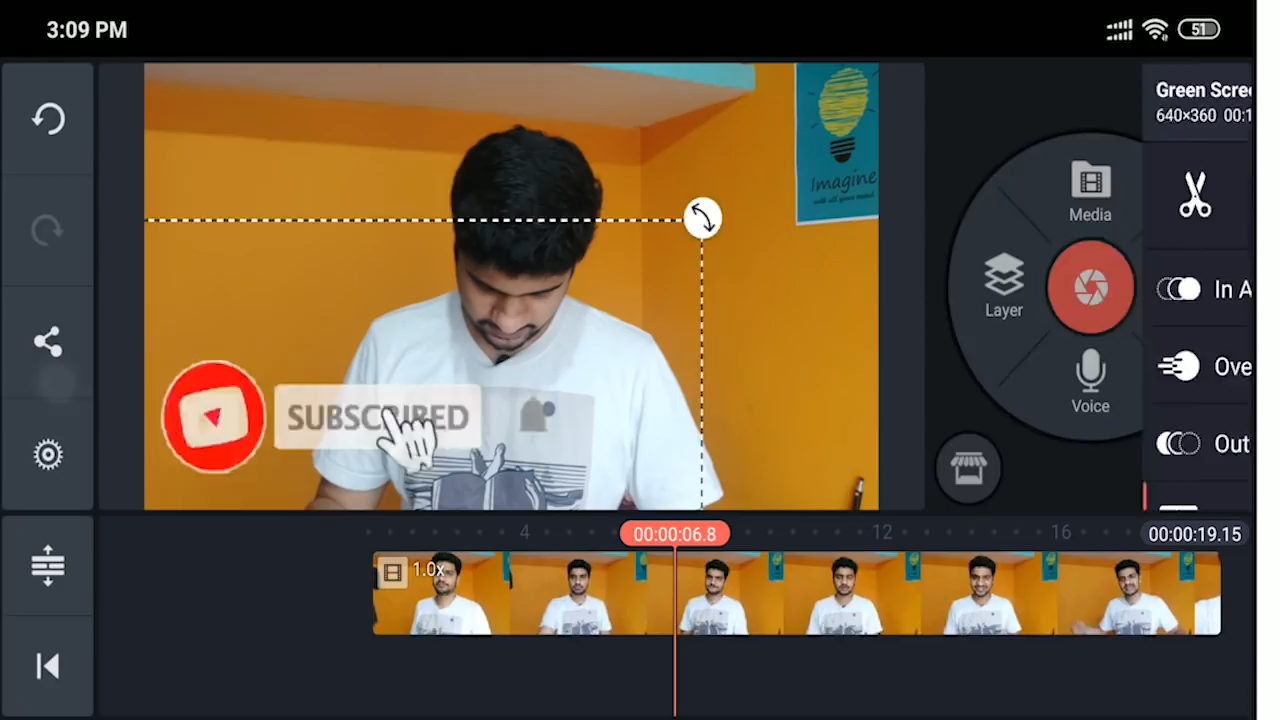 3:09 PM
51
Green Scree
640×360 00:1
Imagine
Media
Layer
In A
Ove
Voice
Out
SUBSCRIBED
4
00:00:06.8
12
16
00:00:19.15
1.0x